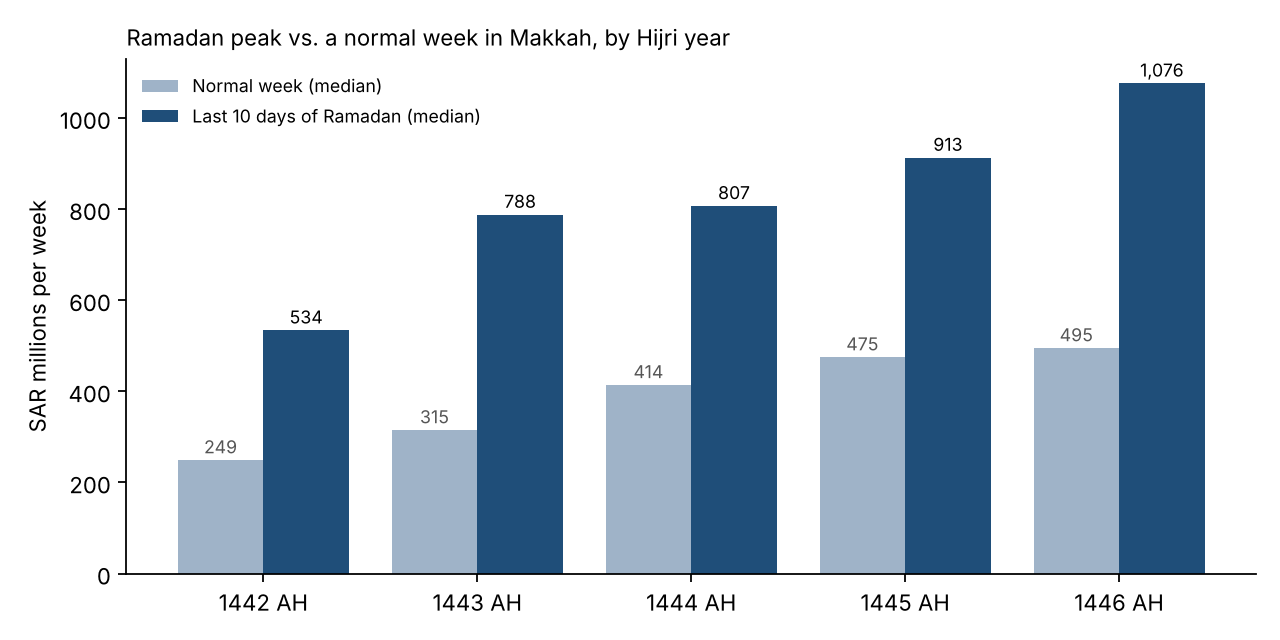 Ramadan peak vs. a normal week in Makkah, by Hijri year
Normal week (median)
Last 10 days of Ramadan (median)
SAR millions per week
1000
800
600
400
200
0
249
534
315
788
414
807
475
913
495
1,076
1442 AH
1443 AH
1444 AH
1445 AH
1446 AH